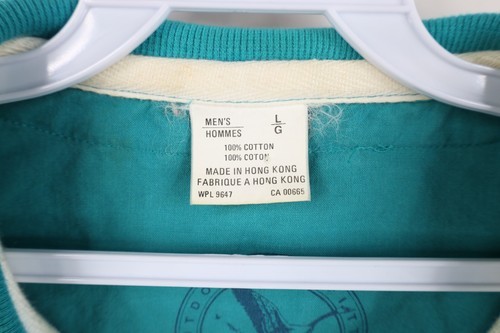 MEN'S L
HOMMES G
100% COTTON
100% COTON
MADE IN HONG KONG
FABRIQUE A HONG KONG
WPL 9647 CA 00665